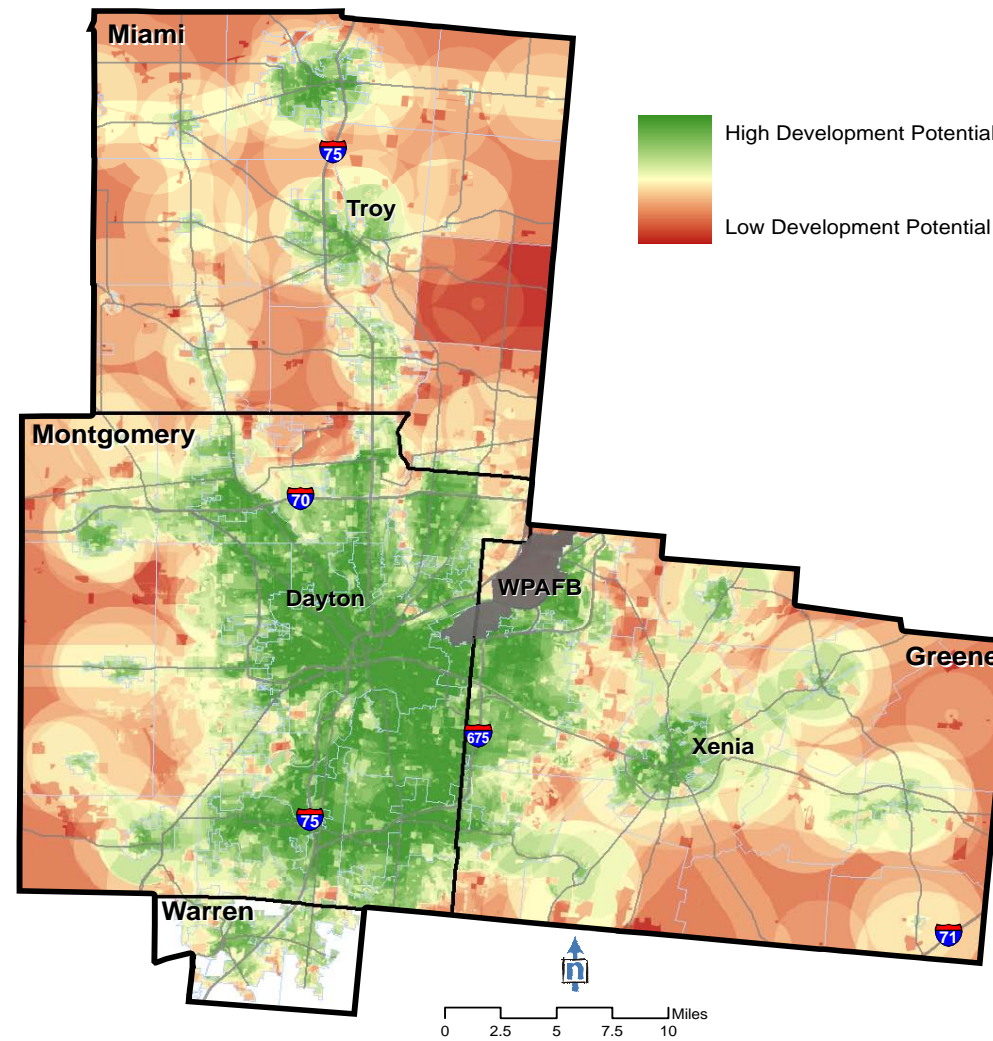 Miami
High Development Potential
75
Troy
Low Development Potential
Montgomery
70
WPAFB
Dayton
Greene
675
Xenia
75
Warren
71
n
Miles
0 2.5 5 7.5 10